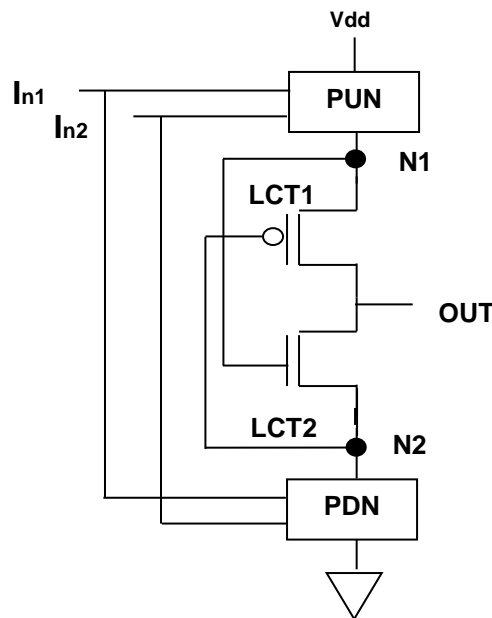 Vdd
In1
PUN
In2
N1
LCT1
OUT
LCT2
N2
PDN